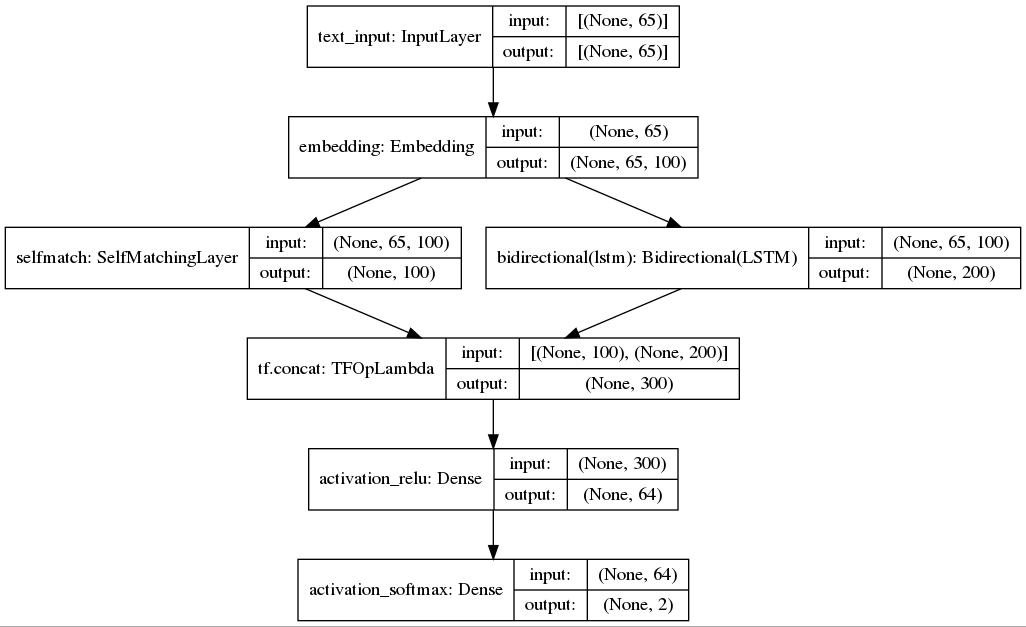 text_input: InputLayer
input: [(None, 65)]
output: [(None, 65)]
embedding: Embedding
input: (None, 65)
output: (None, 65, 100)
selfmatch: SelfMatchingLayer
input: (None, 65, 100)
output: (None, 100)
bidirectional(lstm): Bidirectional(LSTM)
input: (None, 65, 100)
output: (None, 200)
tf.concat: TFOpLambda
input: [(None, 100), (None, 200)]
output: (None, 300)
activation_relu: Dense
input: (None, 300)
output: (None, 64)
activation_softmax: Dense
input: (None, 64)
output: (None, 2)